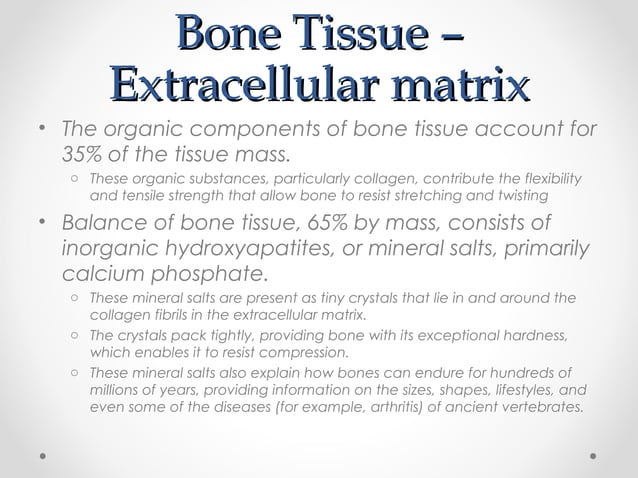 Bone Tissue –
Extracellular matrix
• The organic components of bone tissue account for
35% of the tissue mass.
o These organic substances, particularly collagen, contribute the flexibility
and tensile strength that allow bone to resist stretching and twisting
• Balance of bone tissue, 65% by mass, consists of
inorganic hydroxyapatites, or mineral salts, primarily
calcium phosphate.
o These mineral salts are present as tiny crystals that lie in and around the
collagen fibrils in the extracellular matrix.
o The crystals pack tightly, providing bone with its exceptional hardness,
which enables it to resist compression.
o These mineral salts also explain how bones can endure for hundreds of
millions of years, providing information on the sizes, shapes, lifestyles, and
even some of the diseases (for example, arthritis) of ancient vertebrates.